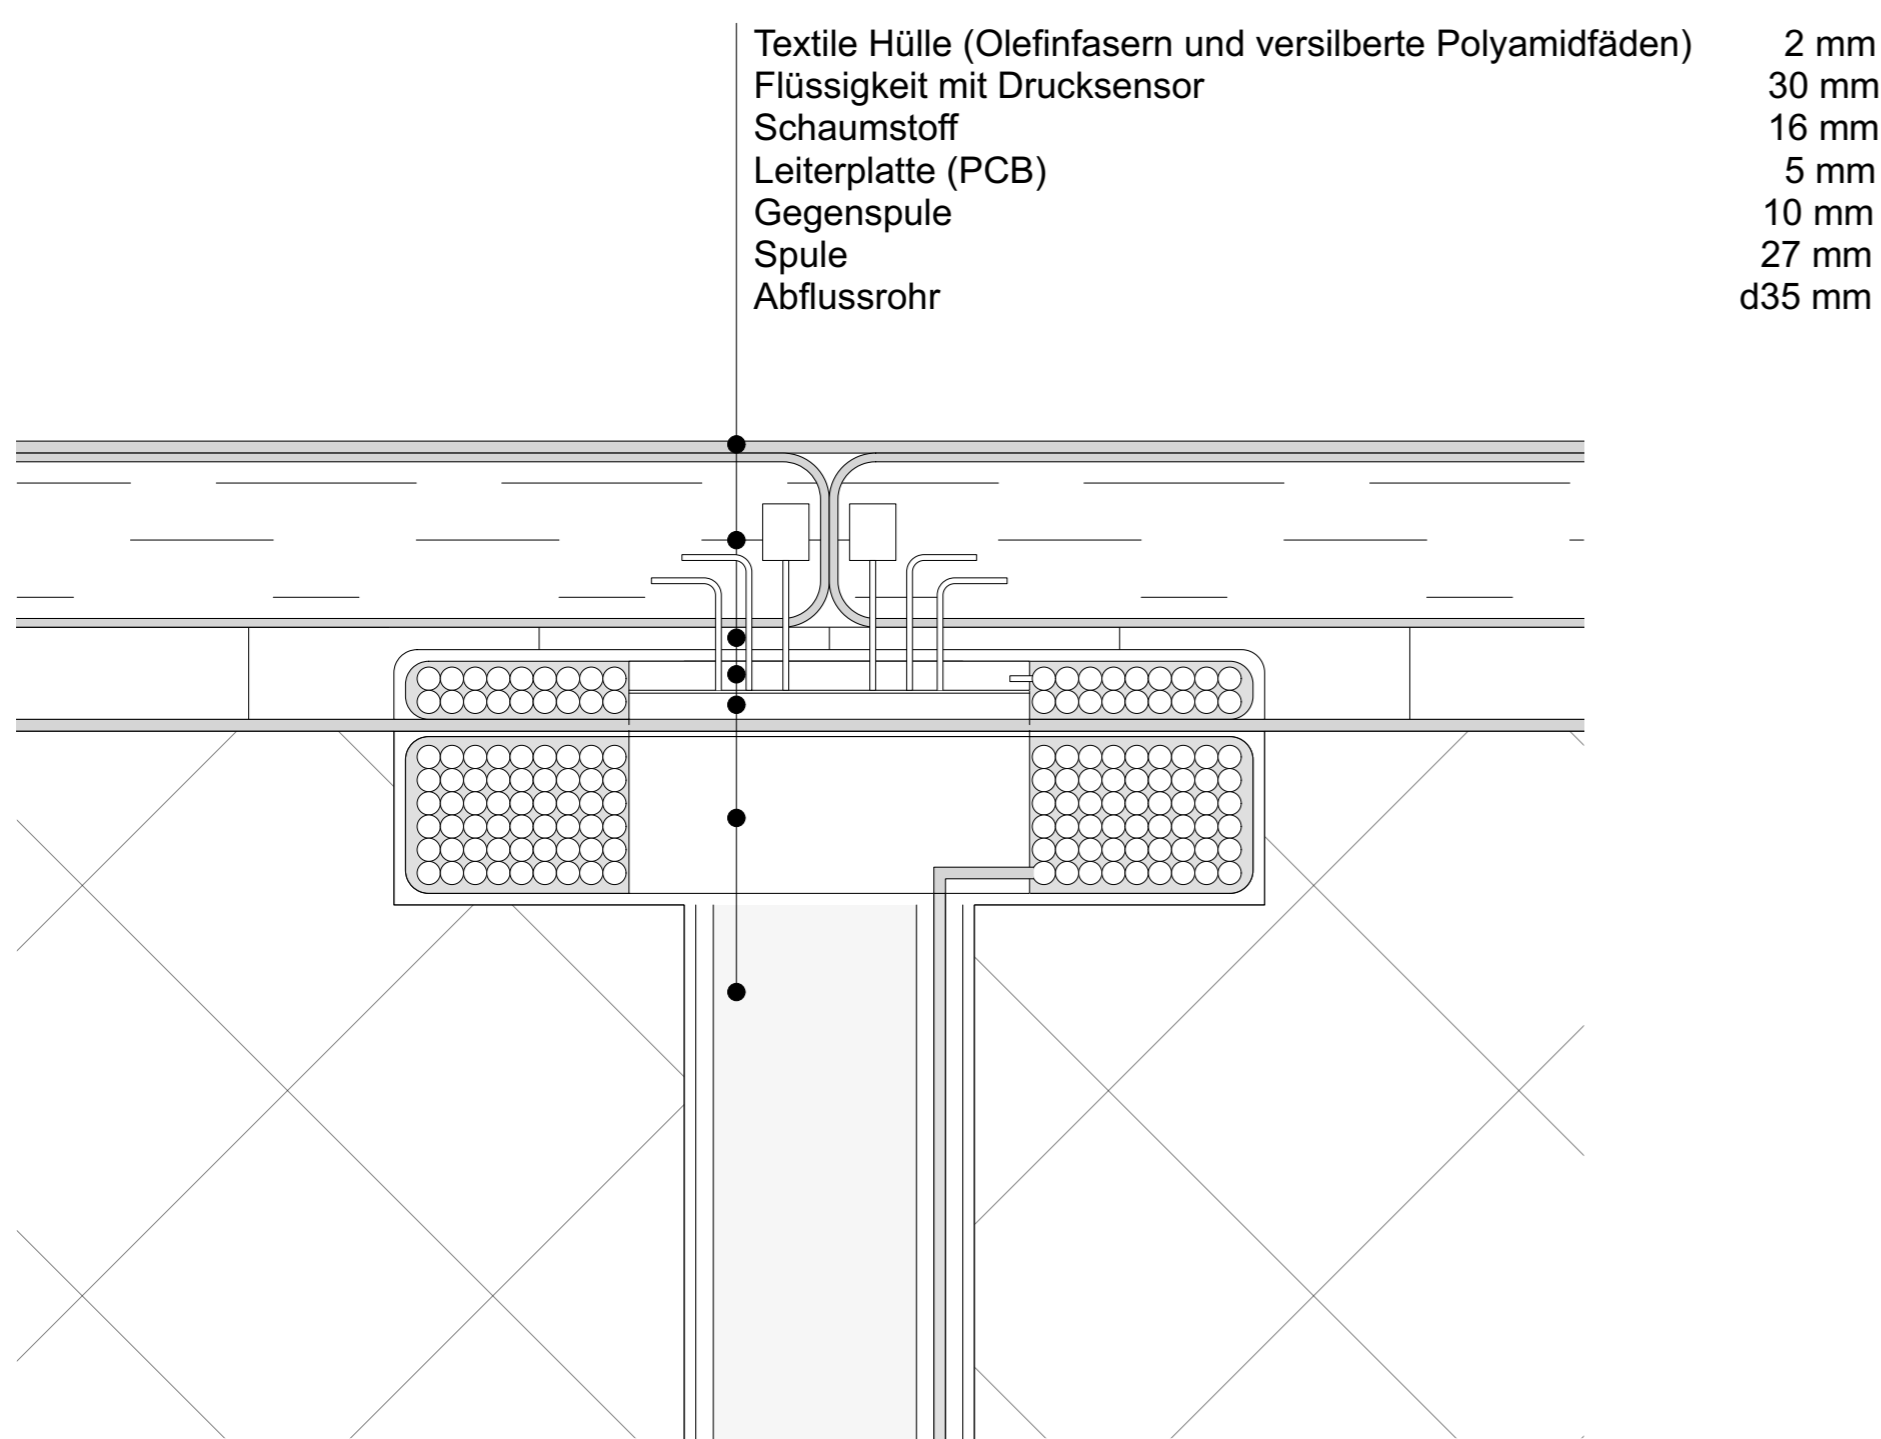 Textile Hülle (Olefinfasern und versilberte Polyamidfäden) 2 mm
Flüssigkeit mit Drucksensor 30 mm
Schaumstoff 16 mm
Leiterplatte (PCB) 5 mm
Gegenspule 10 mm
Spule 27 mm
Abflussrohr d35 mm